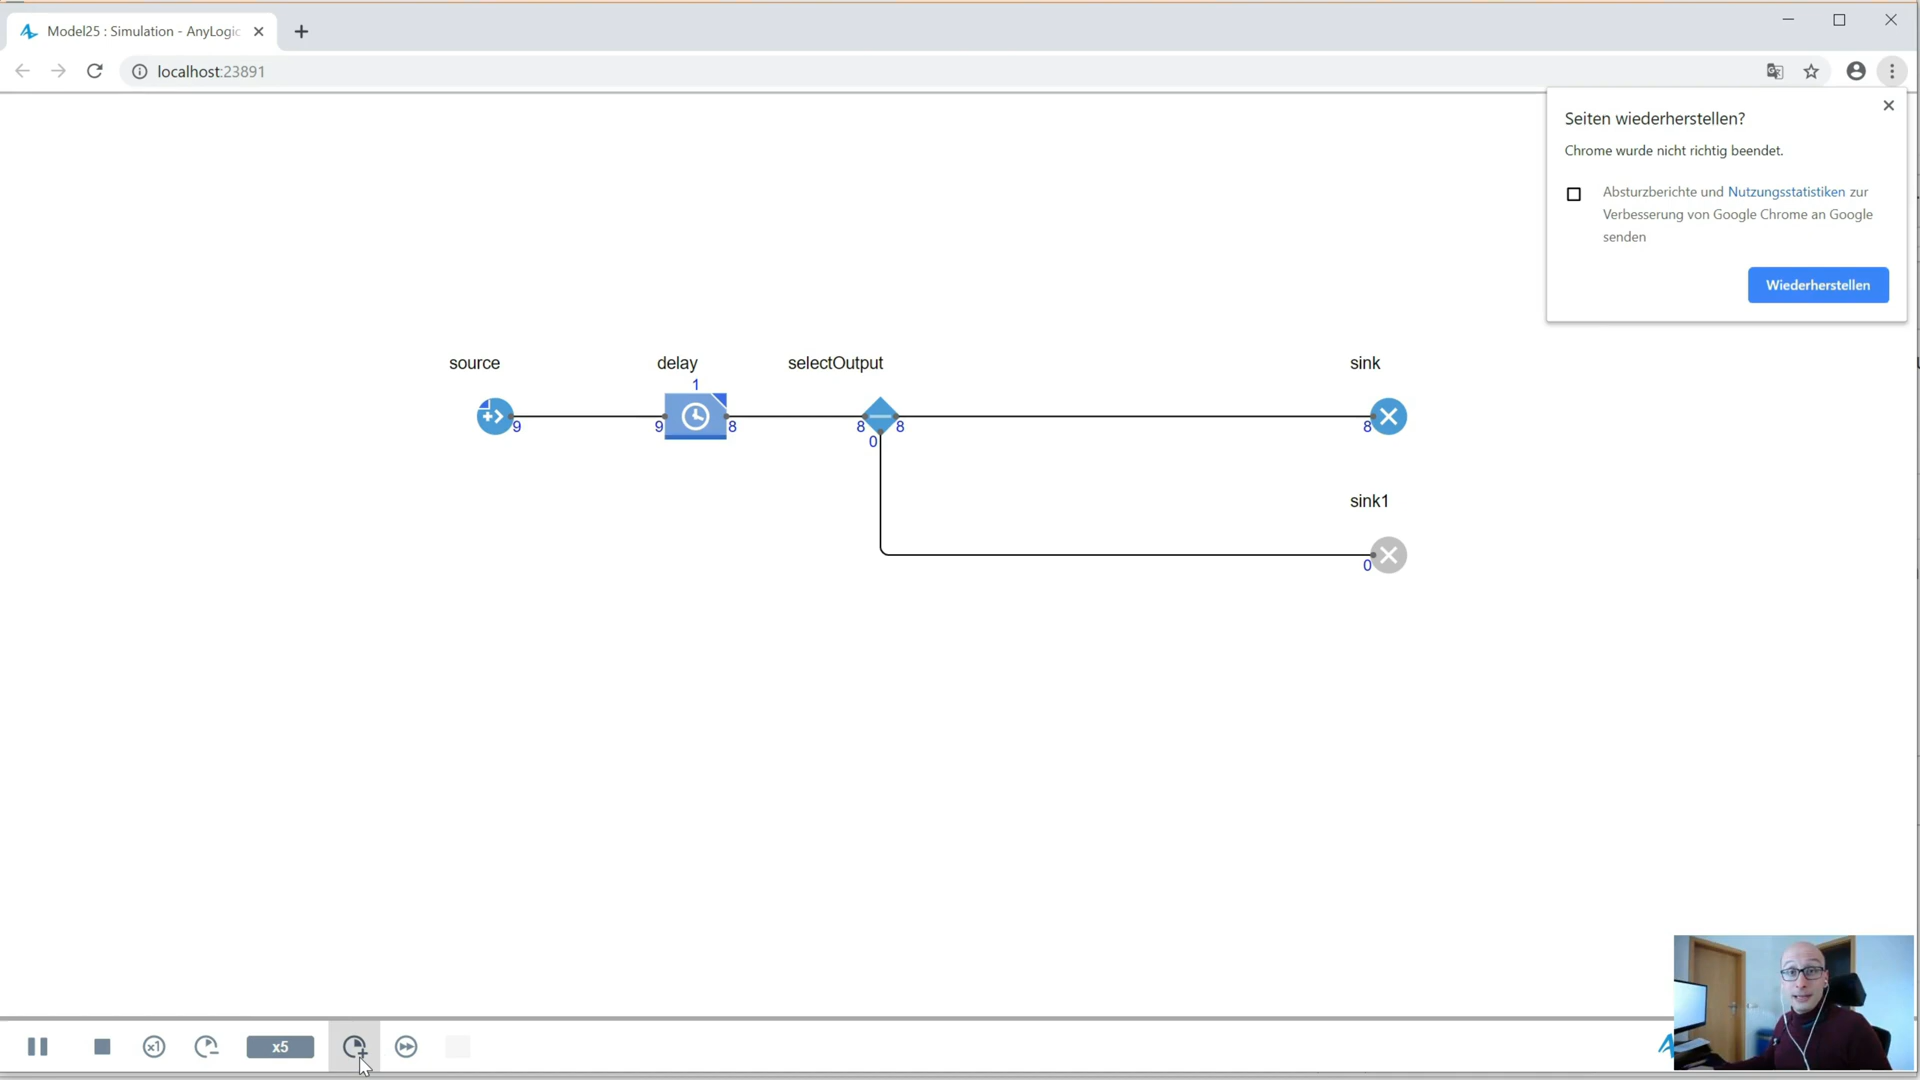 Model25 : Simulation - AnyLogic
localhost:23891
Seiten wiederherstellen?
Chrome wurde nicht richtig beendet.
Absturzberichte und Nutzungsstatistiken zur
Verbesserung von Google Chrome an Google
senden
Wiederherstellen
source
delay
selectOutput
sink
1
9
9
8
8
8
8
0
sink1
0
x1
x5